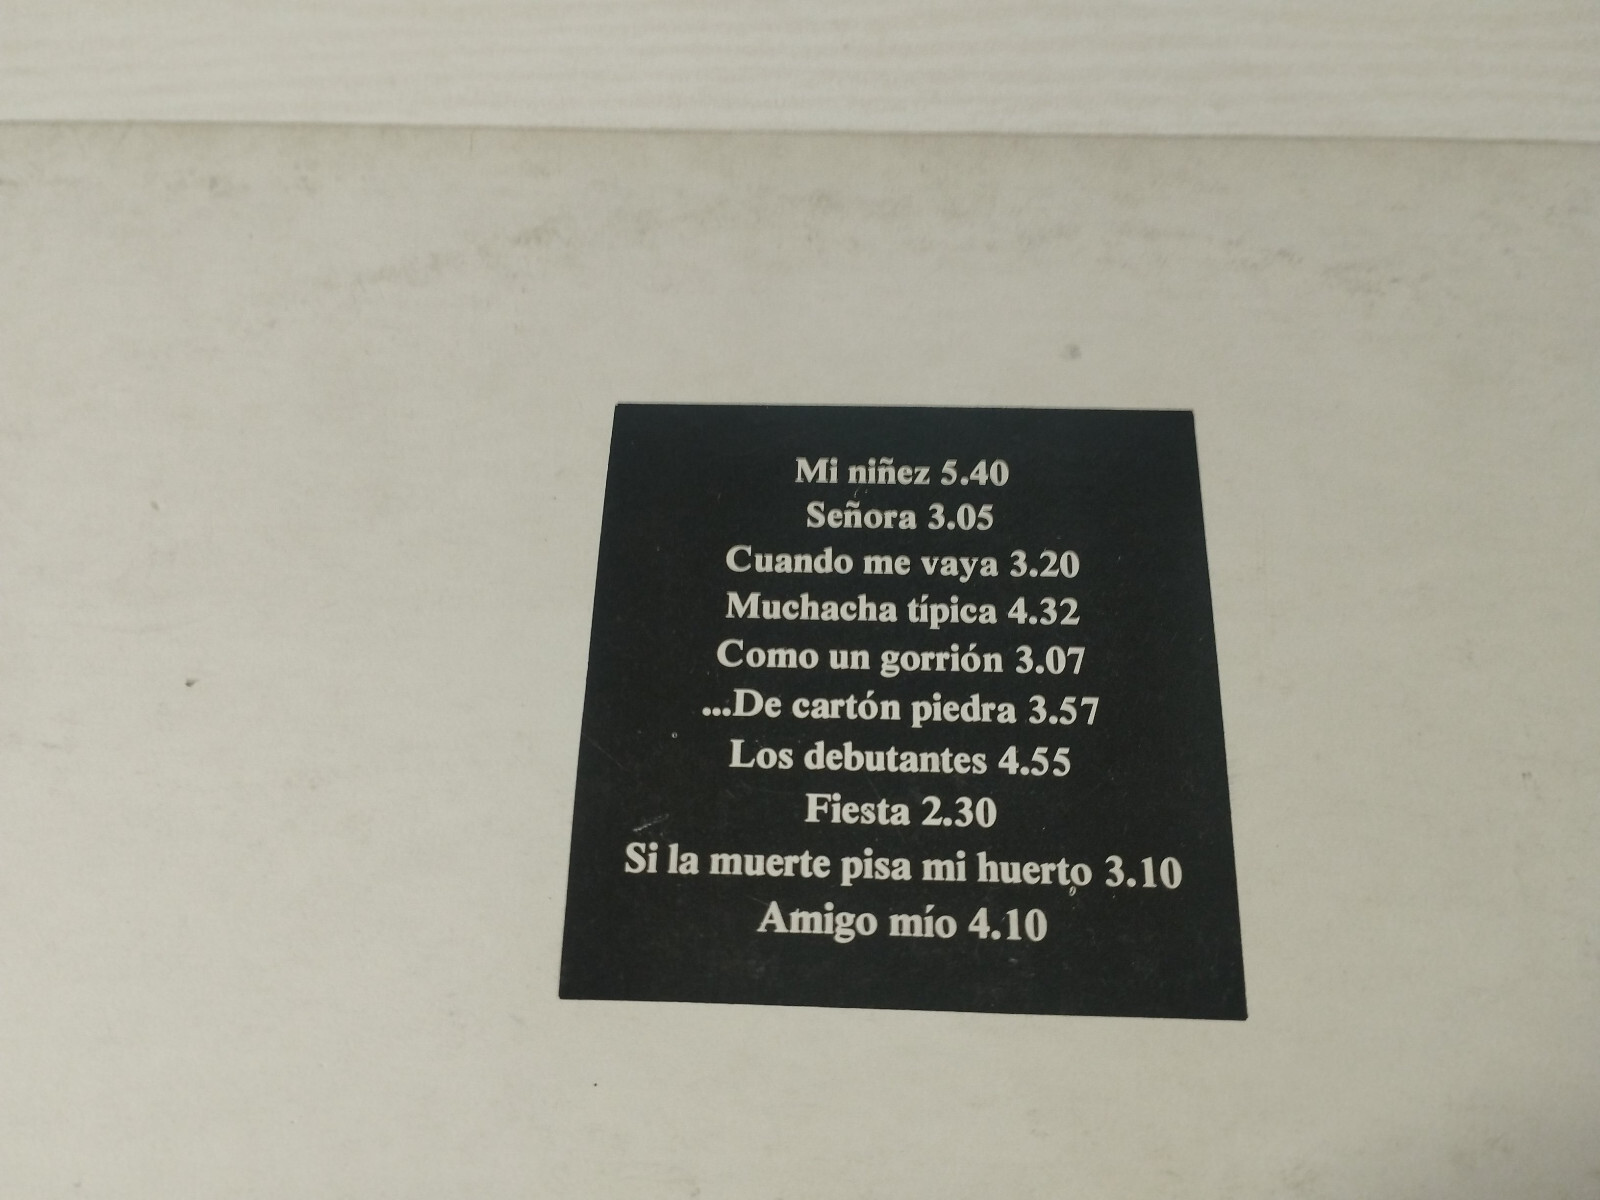 Mi niñez 5.40
Señora 3.05
Cuando me vaya 3.20
Muchacha típica 4.32
Como un gorrión 3.07
...De cartón piedra 3.57
Los debutantes 4.55
Fiesta 2.30
Si la muerte pisa mi huerto 3.10
Amigo mío 4.10